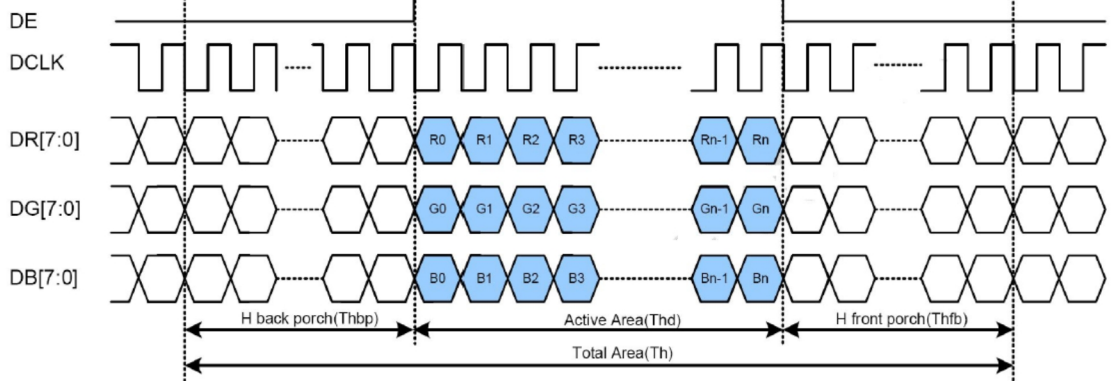 DE
DCLK
DR[7:0] R0 R1 R2 R3 Rn-1 Rn
DG[7:0] G0 G1 G2 G3 Gn-1 Gn
DB[7:0] B0 B1 B2 B3 Bn-1 Bn
H back porch(Thbp) Active Area(Thd) H front porch(Thfb)
Total Area(Th)